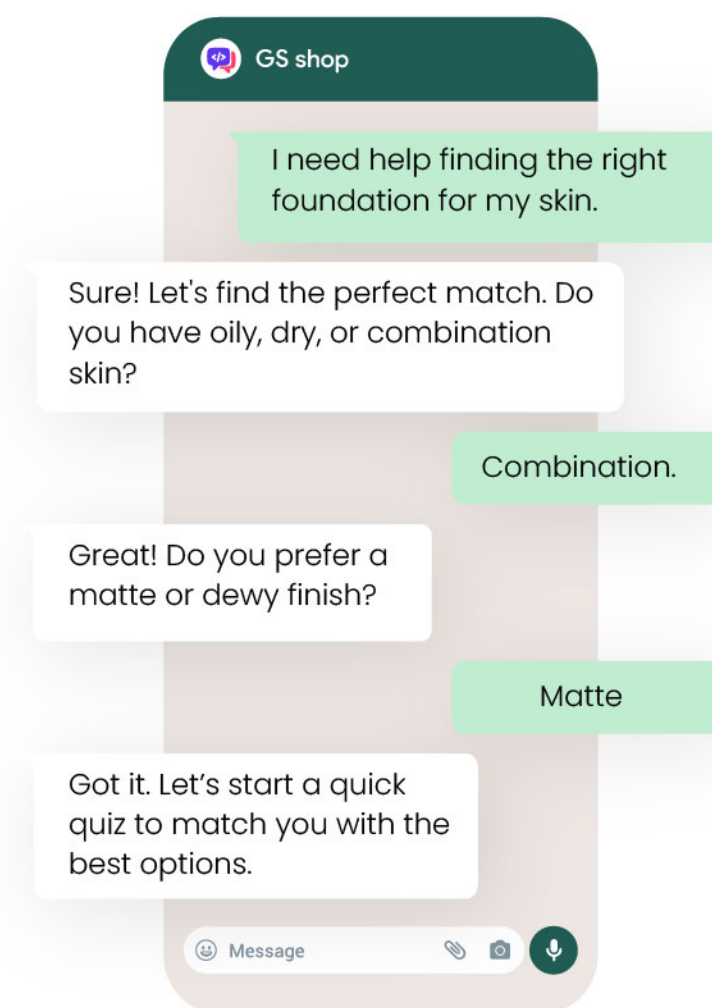 GS shop
I need help finding the right
foundation for my skin.
Sure! Let's find the perfect match. Do
you have oily, dry, or combination
skin?
Combination.
Great! Do you prefer a
matte or dewy finish?
Matte
Got it. Let’s start a quick
quiz to match you with the
best options.
Message